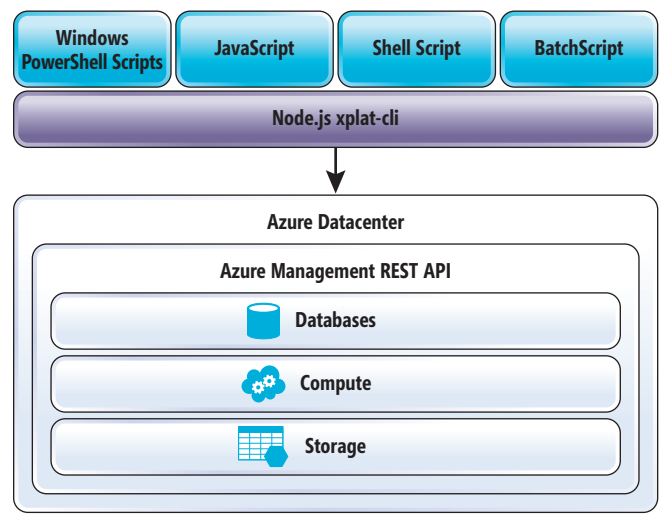 Windows
PowerShell Scripts
JavaScript
Shell Script
BatchScript
Node.js xplat-cli
Azure Datacenter
Azure Management REST API
Databases
Compute
Storage